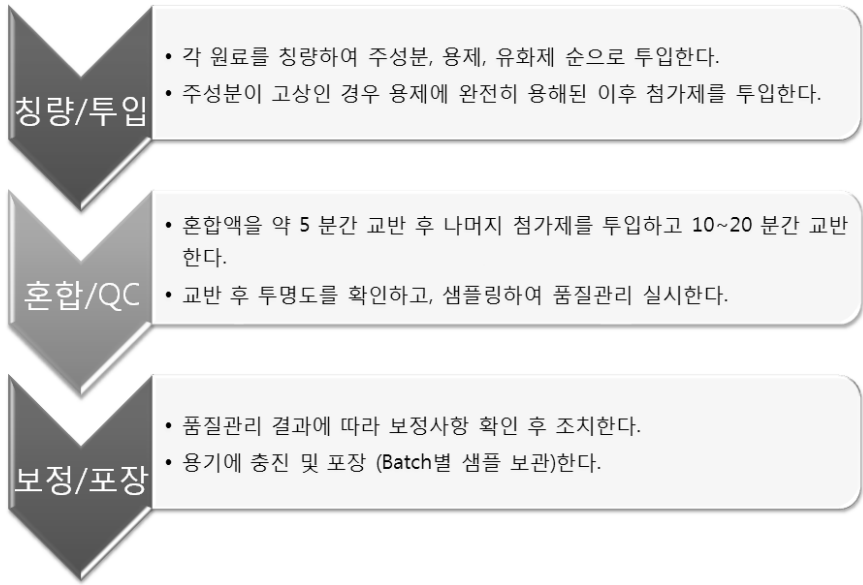 칭량/투입
• 각 원료를 칭량하여 주성분, 용제, 유화제 순으로 투입한다.
• 주성분이 고상인 경우 용제에 완전히 용해된 이후 첨가제를 투입한다.
혼합/QC
• 혼합액을 약 5 분간 교반 후 나머지 첨가제를 투입하고 10~20 분간 교반
한다.
• 교반 후 투명도를 확인하고, 샘플링하여 품질관리 실시한다.
보정/포장
• 품질관리 결과에 따라 보정사항 확인 후 조치한다.
• 용기에 충진 및 포장 (Batch별 샘플 보관)한다.